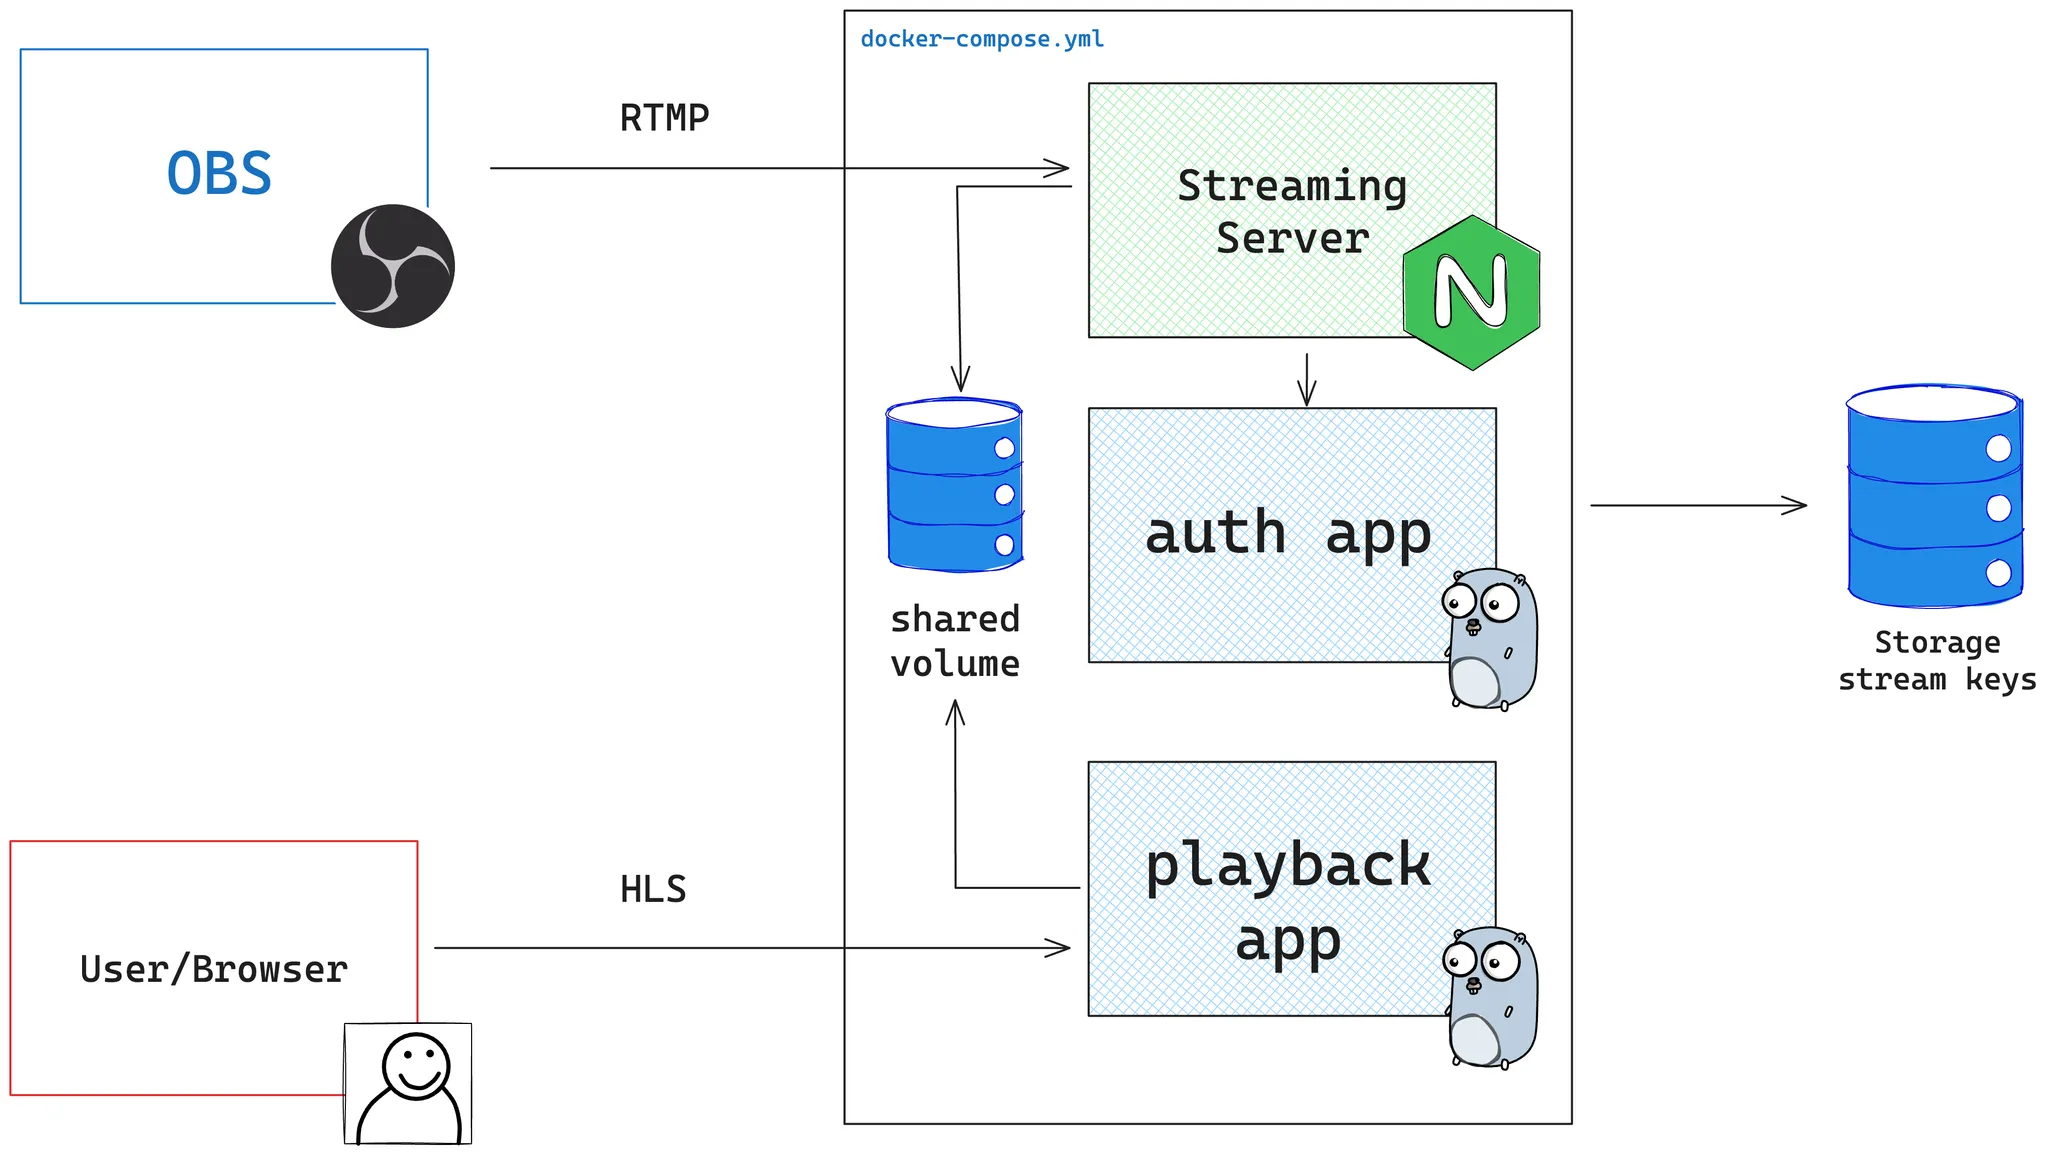 docker-compose.yml
OBS
RTMP
Streaming
Server
N
auth app
shared
volume
Storage
stream keys
playback
app
HLS
User/Browser